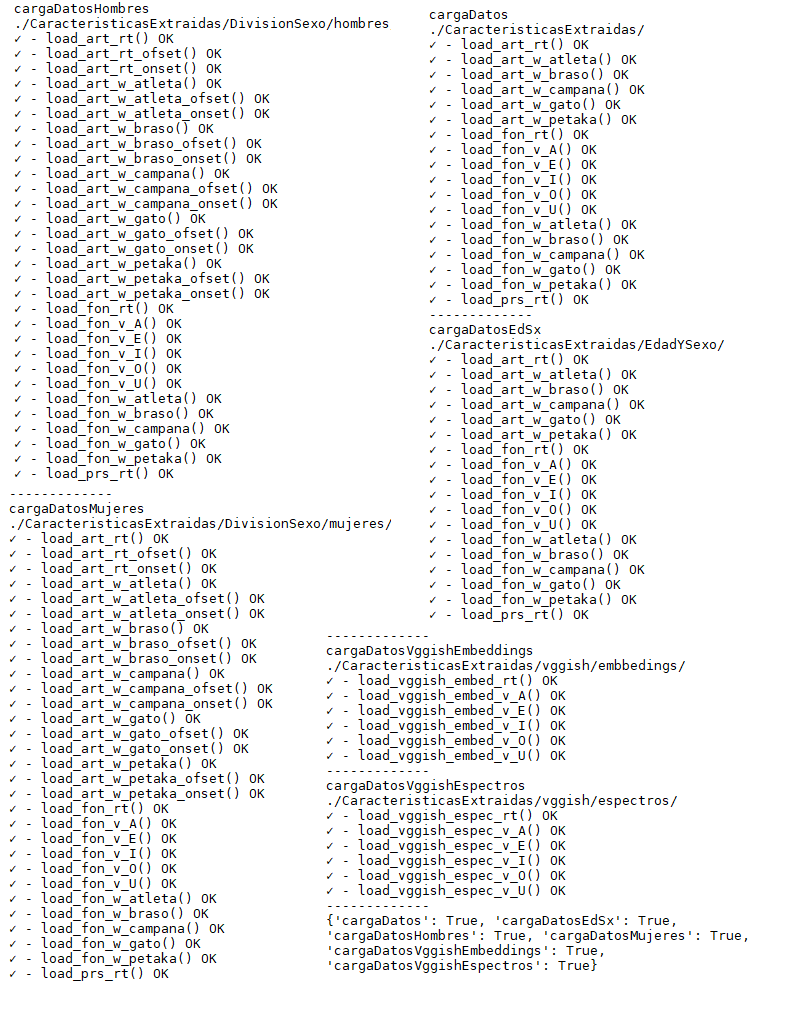 cargaDatosHombres
./CaracteristicasExtraidas/DivisionSexo/hombres
✓ - load_art_rt() OK
✓ - load_art_rt_ofset() OK
✓ - load_art_rt_onset() OK
✓ - load_art_w_atleta() OK
✓ - load_art_w_atleta_ofset() OK
✓ - load_art_w_atleta_onset() OK
✓ - load_art_w_braso() OK
✓ - load_art_w_braso_ofset() OK
✓ - load_art_w_braso_onset() OK
✓ - load_art_w_campana() OK
✓ - load_art_w_campana_ofset() OK
✓ - load_art_w_campana_onset() OK
✓ - load_art_w_gato() OK
✓ - load_art_w_gato_ofset() OK
✓ - load_art_w_gato_onset() OK
✓ - load_art_w_petaka() OK
✓ - load_art_w_petaka_ofset() OK
✓ - load_art_w_petaka_onset() OK
✓ - load_fon_rt() OK
✓ - load_fon_v_A() OK
✓ - load_fon_v_E() OK
✓ - load_fon_v_I() OK
✓ - load_fon_v_O() OK
✓ - load_fon_v_U() OK
✓ - load_fon_w_atleta() OK
✓ - load_fon_w_braso() OK
✓ - load_fon_w_campana() OK
✓ - load_fon_w_gato() OK
✓ - load_fon_w_petaka() OK
✓ - load_prs_rt() OK
-------------
cargaDatosMujeres
./CaracteristicasExtraidas/DivisionSexo/mujeres/
✓ - load_art_rt() OK
✓ - load_art_rt_ofset() OK
✓ - load_art_rt_onset() OK
✓ - load_art_w_atleta() OK
✓ - load_art_w_atleta_ofset() OK
✓ - load_art_w_atleta_onset() OK
✓ - load_art_w_braso() OK
✓ - load_art_w_braso_ofset() OK
✓ - load_art_w_braso_onset() OK
✓ - load_art_w_campana() OK
✓ - load_art_w_campana_ofset() OK
✓ - load_art_w_campana_onset() OK
✓ - load_art_w_gato() OK
✓ - load_art_w_gato_ofset() OK
✓ - load_art_w_gato_onset() OK
✓ - load_art_w_petaka() OK
✓ - load_art_w_petaka_ofset() OK
✓ - load_art_w_petaka_onset() OK
✓ - load_fon_rt() OK
✓ - load_fon_v_A() OK
✓ - load_fon_v_E() OK
✓ - load_fon_v_I() OK
✓ - load_fon_v_O() OK
✓ - load_fon_v_U() OK
✓ - load_fon_w_atleta() OK
✓ - load_fon_w_braso() OK
✓ - load_fon_w_campana() OK
✓ - load_fon_w_gato() OK
✓ - load_fon_w_petaka() OK
✓ - load_prs_rt() OK
cargaDatos
./CaracteristicasExtraidas/
✓ - load_art_rt() OK
✓ - load_art_w_atleta() OK
✓ - load_art_w_braso() OK
✓ - load_art_w_campana() OK
✓ - load_art_w_gato() OK
✓ - load_art_w_petaka() OK
✓ - load_fon_rt() OK
✓ - load_fon_v_A() OK
✓ - load_fon_v_E() OK
✓ - load_fon_v_I() OK
✓ - load_fon_v_O() OK
✓ - load_fon_v_U() OK
✓ - load_fon_w_atleta() OK
✓ - load_fon_w_braso() OK
✓ - load_fon_w_campana() OK
✓ - load_fon_w_gato() OK
✓ - load_fon_w_petaka() OK
✓ - load_prs_rt() OK
-------------
cargaDatosEdSx
./CaracteristicasExtraidas/EdadYSexo/
✓ - load_art_rt() OK
✓ - load_art_w_atleta() OK
✓ - load_art_w_braso() OK
✓ - load_art_w_campana() OK
✓ - load_art_w_gato() OK
✓ - load_art_w_petaka() OK
✓ - load_fon_rt() OK
✓ - load_fon_v_A() OK
✓ - load_fon_v_E() OK
✓ - load_fon_v_I() OK
✓ - load_fon_v_O() OK
✓ - load_fon_v_U() OK
✓ - load_fon_w_atleta() OK
✓ - load_fon_w_braso() OK
✓ - load_fon_w_campana() OK
✓ - load_fon_w_gato() OK
✓ - load_fon_w_petaka() OK
✓ - load_prs_rt() OK
-------------
cargaDatosVggishEmbeddings
./CaracteristicasExtraidas/vggish/embbedings/
✓ - load_vggish_embed_rt() OK
✓ - load_vggish_embed_v_A() OK
✓ - load_vggish_embed_v_E() OK
✓ - load_vggish_embed_v_I() OK
✓ - load_vggish_embed_v_O() OK
✓ - load_vggish_embed_v_U() OK
-------------
cargaDatosVggishEspectros
./CaracteristicasExtraidas/vggish/espectros/
✓ - load_vggish_espec_rt() OK
✓ - load_vggish_espec_v_A() OK
✓ - load_vggish_espec_v_E() OK
✓ - load_vggish_espec_v_I() OK
✓ - load_vggish_espec_v_O() OK
✓ - load_vggish_espec_v_U() OK
-------------
{'cargaDatos': True, 'cargaDatosEdSx': True,
'cargaDatosHombres': True, 'cargaDatosMujeres': True,
'cargaDatosVggishEmbeddings': True,
'cargaDatosVggishEspectros': True}